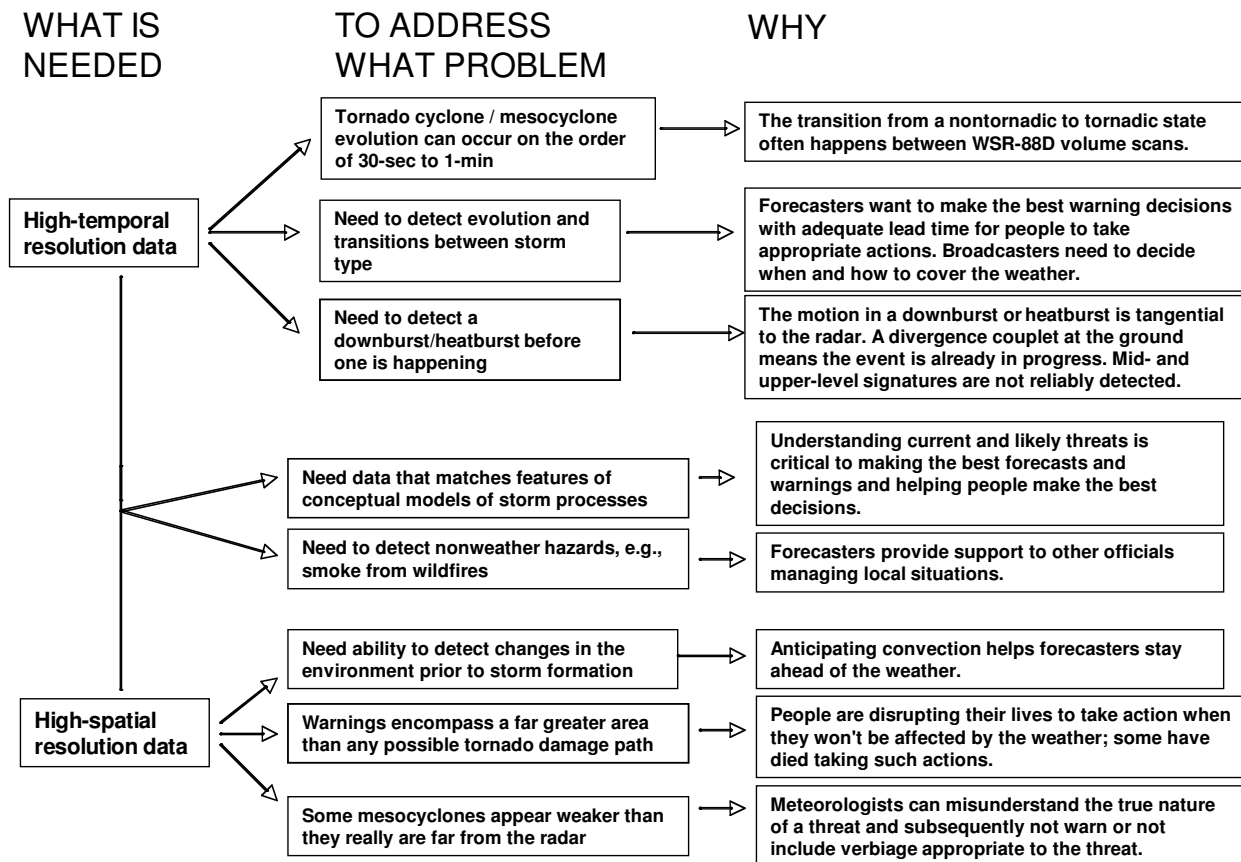 WHAT IS
NEEDED
TO ADDRESS
WHAT PROBLEM
WHY
High-temporal
resolution data
Tornado cyclone / mesocyclone
evolution can occur on the order
of 30-sec to 1-min
The transition from a nontornadic to tornadic state
often happens between WSR-88D volume scans.
Need to detect evolution and
transitions between storm
type
Forecasters want to make the best warning decisions
with adequate lead time for people to take
appropriate actions. Broadcasters need to decide
when and how to cover the weather.
Need to detect a
downburst/heatburst before
one is happening
The motion in a downburst or heatburst is tangential
to the radar. A divergence couplet at the ground
means the event is already in progress. Mid- and
upper-level signatures are not reliably detected.
Need data that matches features of
conceptual models of storm processes
Understanding current and likely threats is
critical to making the best forecasts and
warnings and helping people make the best
decisions.
Need to detect nonweather hazards, e.g.,
smoke from wildfires
Forecasters provide support to other officials
managing local situations.
High-spatial
resolution data
Need ability to detect changes in the
environment prior to storm formation
Anticipating convection helps forecasters stay
ahead of the weather.
Warnings encompass a far greater area
than any possible tornado damage path
People are disrupting their lives to take action when
they won't be affected by the weather; some have
died taking such actions.
Some mesocyclones appear weaker than
they really are far from the radar
Meteorologists can misunderstand the true nature
of a threat and subsequently not warn or not
include verbiage appropriate to the threat.